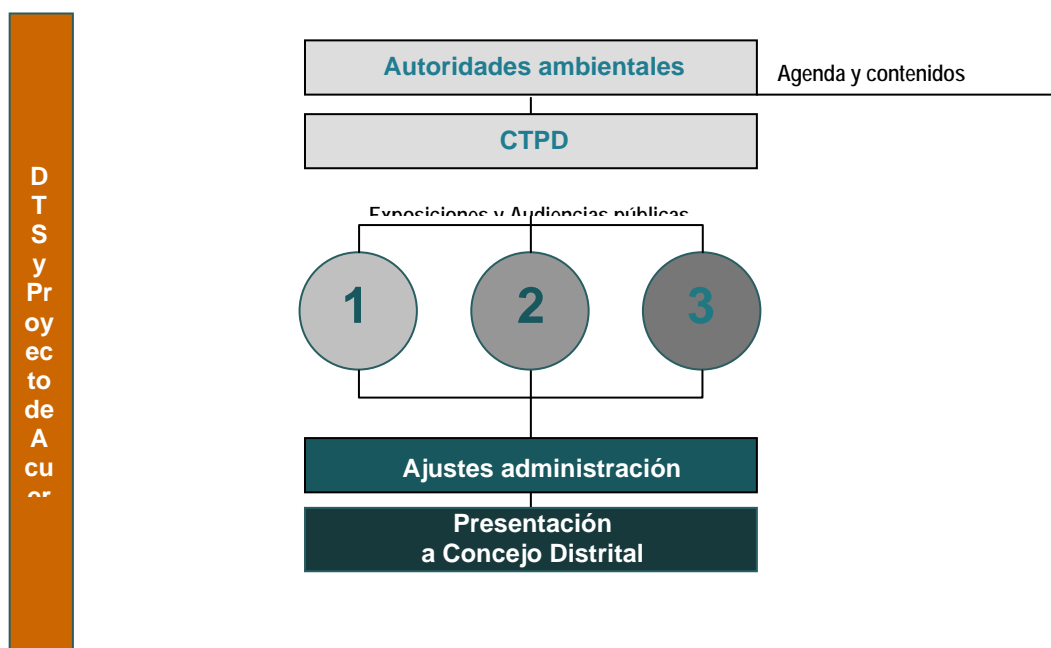 D
T
S
y
Pr
oy
ec
to
de
A
cu
Autoridades ambientales
Agenda y contenidos
CTPD
Exposiciones y Audiencias públicas
1
2
3
Ajustes administración
Presentación
a Concejo Distrital